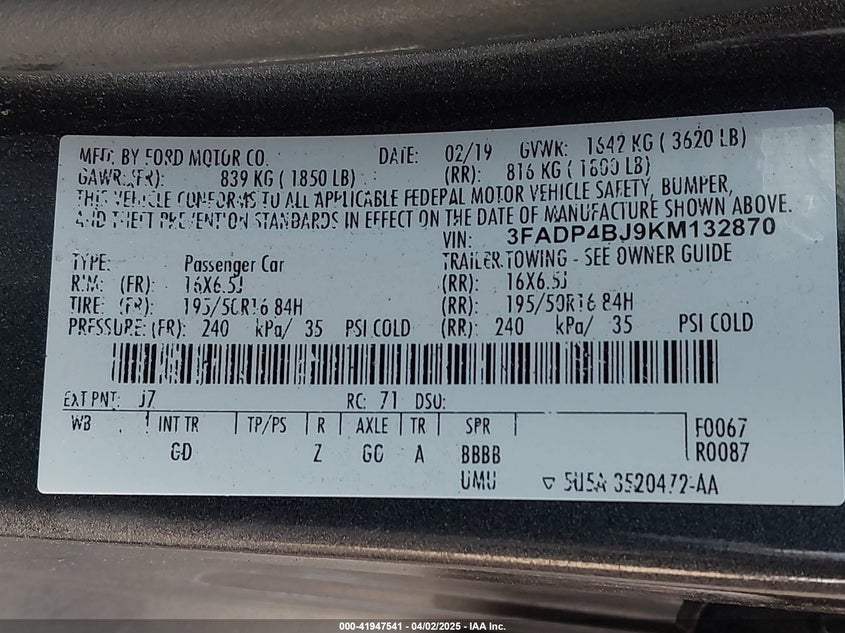 MFD. BY FORD MOTOR CO. DATE: 02/19 GVWR: 1642 KG ( 3620 LB)
GAWR:(FR): 839 KG ( 1850 LB) (RR): 816 KG ( 1800 LB)
THIS VEHICLE CONFORMS TO ALL APPLICABLE FEDERAL MOTOR VEHICLE SAFETY, BUMPER,
AND THEFT PREVENTION STANDARDS IN EFFECT ON THE DATE OF MANUFACTURE SHOWN ABOVE.
VIN: 3FADP4BJ9KM132870
TYPE: Passenger Car TRAILER TOWING - SEE OWNER GUIDE
RIM: (FR) 16X6.5J (RR): 16X6.5J
TIRE: (FR): 195/50R16 84H (RR): 195/50R16 84H
PRESSURE:(FR): 240 kPa/ 35 PSI COLD (RR): 240 kPa/ 35 PSI COLD
EXT PNT: J7 RC: 71 DSO:
WB INT TR TP/PS R AXLE TR SPR F0067
GD Z GC A BBBB R0087
UMU ▽ 5U5A 3520472-AA
000-41947541 - 04/02/2025 - IAA Inc.